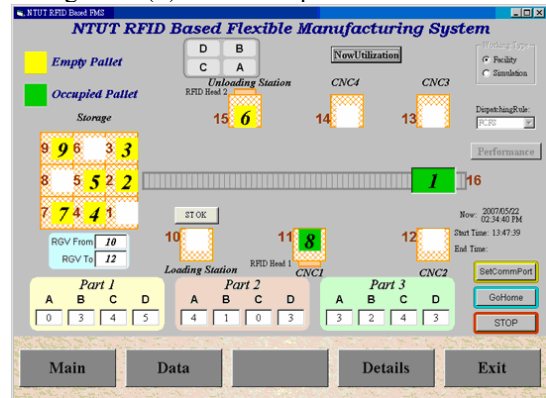 NTUT RFID Based FMS
NTUT RFID Based Flexible Manufacturing System
Empty Pallet
Occupied Pallet
D B
C A
NowUtilization
Working Type
Facility
Simulation
Unloading Station
RFID Head 2
CNC4
CNC3
15 6
14
13
DispatchingRule:
FCFS
Performance
Storage
9 9 6 3 3
8 5 5 2 2
7 7 4 4 1
1 16
ST OK
Now: 2007/05/22
02:34:40 PM
Start Time: 13:47:39
End Time:
RGV From 10
RGV To 12
10
11 8
12
Loading Station
RFID Head 1
CNC1
CNC2
SetCommPort
GoHome
STOP
Part 1
A B C D
0 3 4 5
Part 2
A B C D
4 1 0 3
Part 3
A B C D
3 2 4 3
Main
Data
Details
Exit